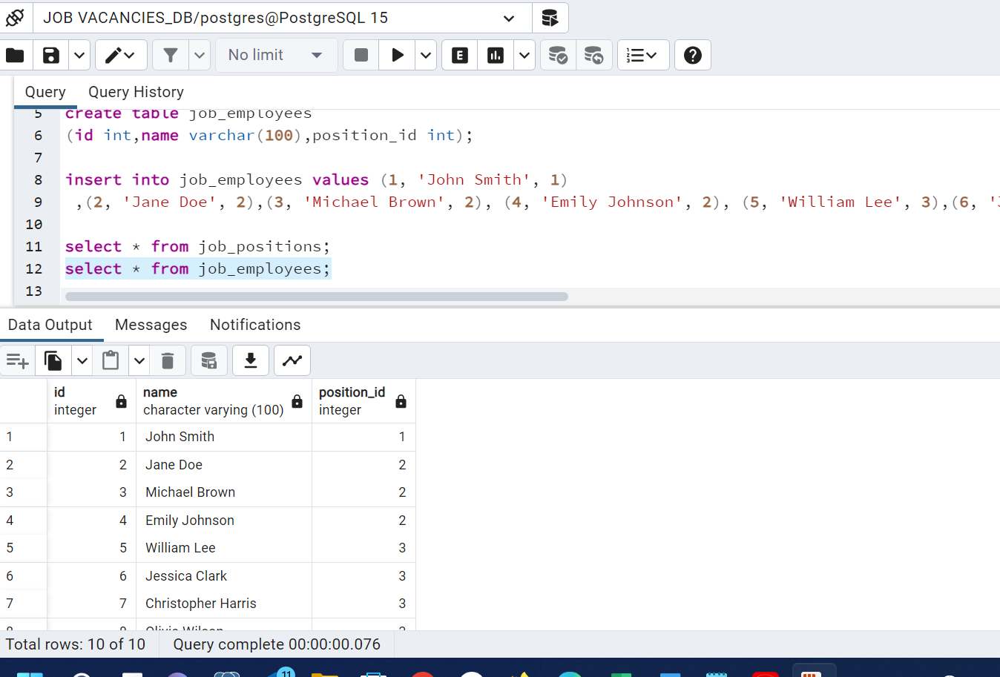 JOB VACANCIES_DB/postgres@PostgreSQL 15
No limit
E
Query Query History
5 create table job_employees
6 (id int,name varchar(100),position_id int);
7
8 insert into job_employees values (1, 'John Smith', 1)
9 ,(2, 'Jane Doe', 2),(3, 'Michael Brown', 2), (4, 'Emily Johnson', 2), (5, 'William Lee', 3),(6, '
10
11 select * from job_positions;
12 select * from job_employees;
13
Data Output Messages Notifications
id name position_id
integer character varying (100) integer
1 1 John Smith 1
2 2 Jane Doe 2
3 3 Michael Brown 2
4 4 Emily Johnson 2
5 5 William Lee 3
6 6 Jessica Clark 3
7 7 Christopher Harris 3
Total rows: 10 of 10 Query complete 00:00:00.076
11